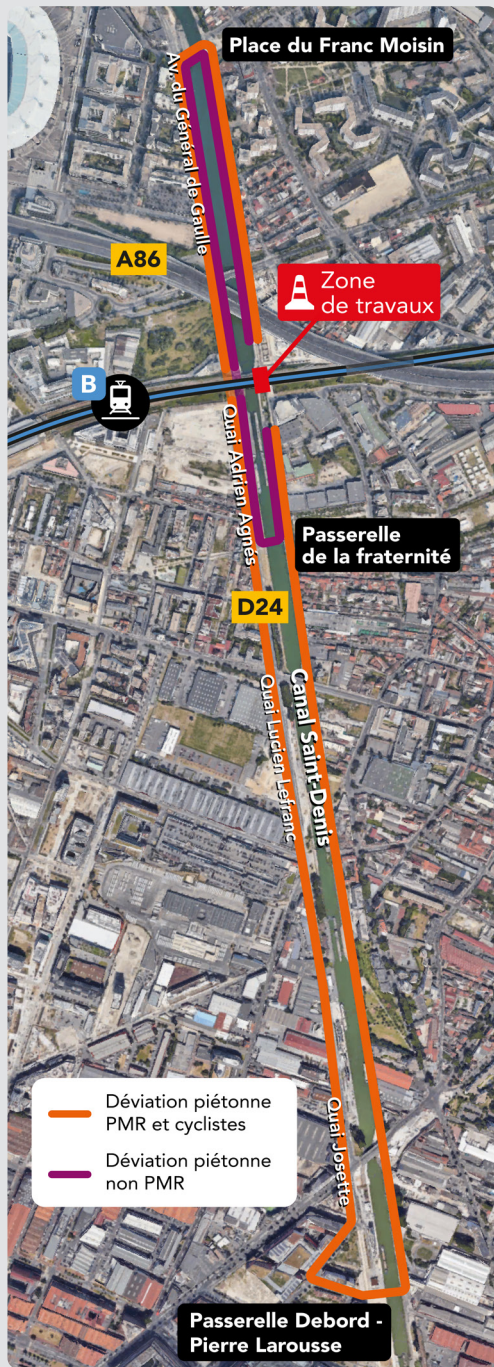 Place du Franc Moisin
Av. du Général de Gaulle
A86
Zone
de travaux
B
Quai Adrien Agnés
Passerelle
de la fraternité
D24
Canal Saint-Denis
Quai Lucien Lefranc
Déviation piétonne
PMR et cyclistes
Déviation piétonne
non PMR
Quai Josette
Passerelle Debord -
Pierre Larousse